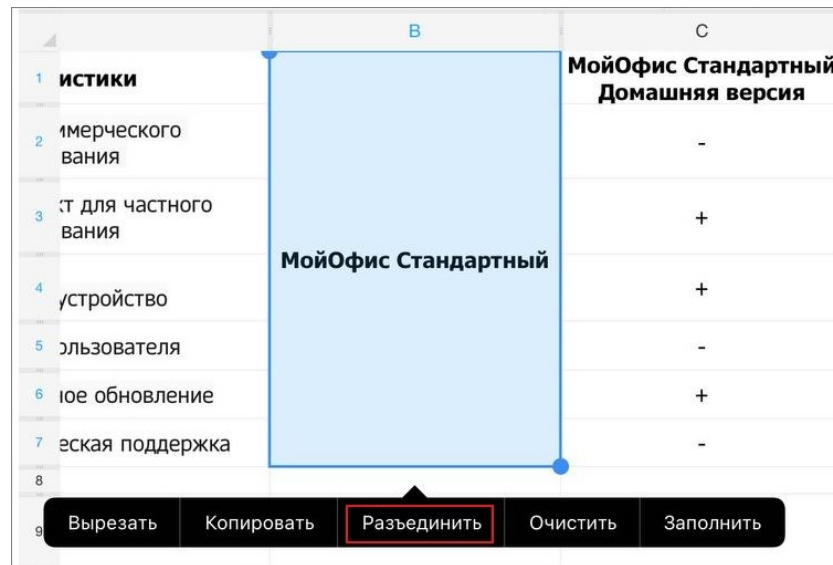 B
C
1 истики
МойОфис Стандартный
Домашняя версия
2 ммерческого
вания
-
3 кт для частного
вания
+
МойОфис Стандартный
4 устройство
+
5 ользователя
-
6 ное обновление
+
7 еская поддержка
-
8
9
Вырезать Копировать Разъединить Очистить Заполнить